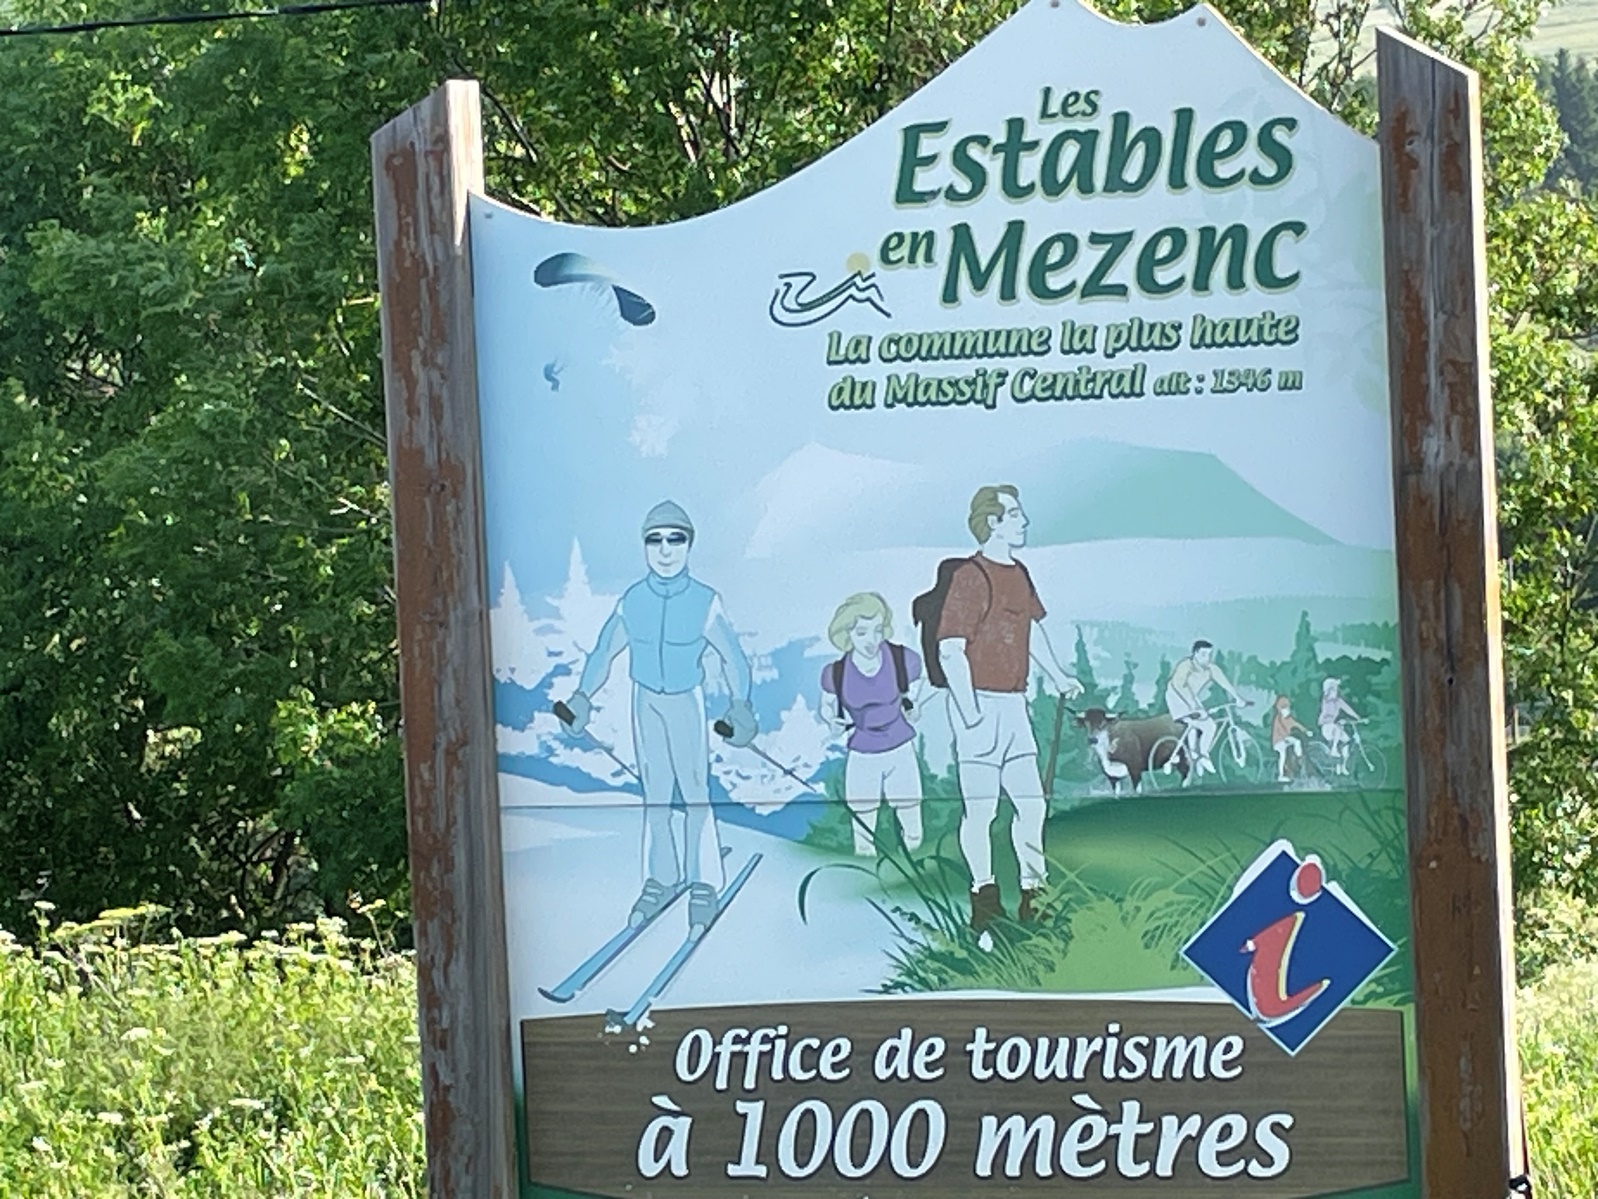 Les
Estables
en Mezenc
La commune la plus haute
du Massif Central alt : 1346 m
i
Office de tourisme
à 1000 mètres